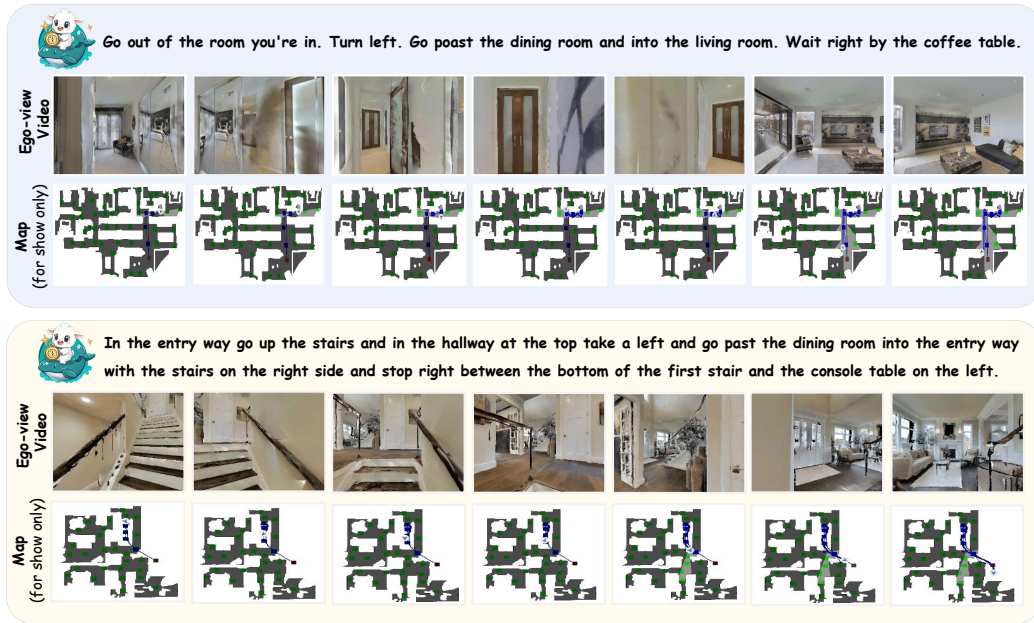 Go out of the room you're in. Turn left. Go poast the dining room and into the living room. Wait right by the coffee table.
Ego-view
Video
Map
(for show only)
In the entry way go up the stairs and in the hallway at the top take a left and go past the dining room into the entry way
with the stairs on the right side and stop right between the bottom of the first stair and the console table on the left.
Ego-view
Video
Map
(for show only)